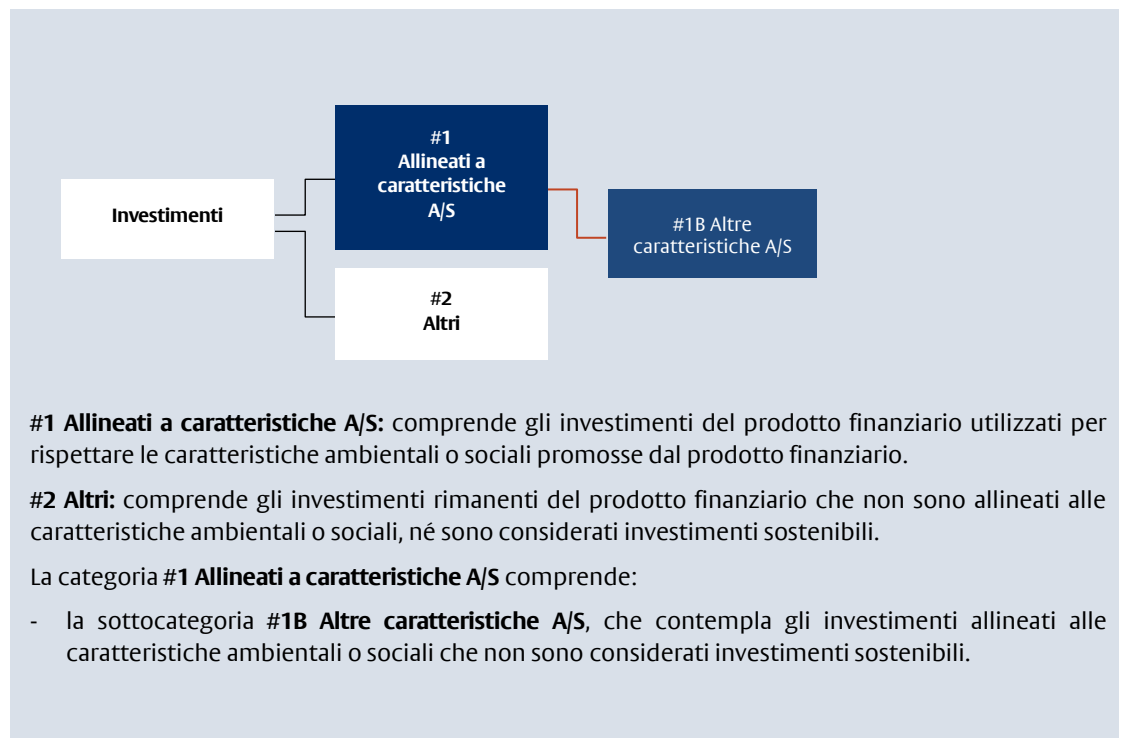 #1
Allineati a
caratteristiche
A/S
Investimenti
#1B Altre
caratteristiche A/S
#2
Altri
#1 Allineati a caratteristiche A/S: comprende gli investimenti del prodotto finanziario utilizzati per
rispettare le caratteristiche ambientali o sociali promosse dal prodotto finanziario.
#2 Altri: comprende gli investimenti rimanenti del prodotto finanziario che non sono allineati alle
caratteristiche ambientali o sociali, né sono considerati investimenti sostenibili.
La categoria #1 Allineati a caratteristiche A/S comprende:
- la sottocategoria #1B Altre caratteristiche A/S, che contempla gli investimenti allineati alle
caratteristiche ambientali o sociali che non sono considerati investimenti sostenibili.